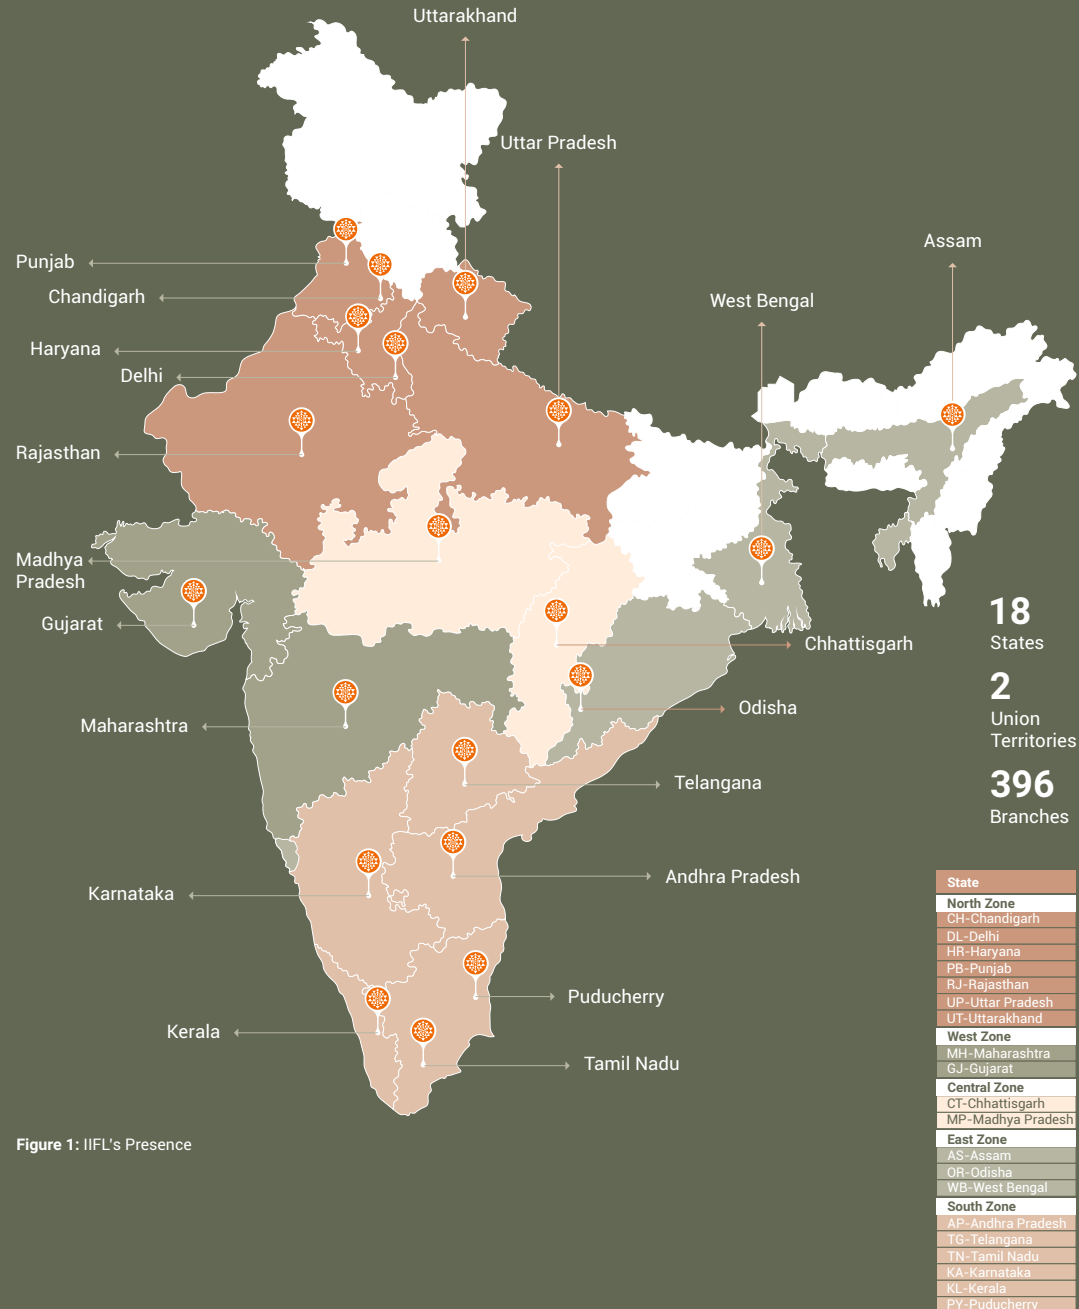 Uttarakhand
Uttar Pradesh
Assam
Punjab
Chandigarh
West Bengal
Haryana
Delhi
Rajasthan
Madhya
Pradesh
Gujarat
18
States
Chhattisgarh
2
Union
Territories
Odisha
Maharashtra
Telangana
396
Branches
Andhra Pradesh
Karnataka
Puducherry
Kerala
Tamil Nadu
Figure 1: IIFL's Presence
State
North Zone
CH-Chandigarh
DL-Delhi
HR-Haryana
PB-Punjab
RJ-Rajasthan
UP-Uttar Pradesh
UT-Uttarakhand
West Zone
MH-Maharashtra
GJ-Gujarat
Central Zone
CT-Chhattisgarh
MP-Madhya Pradesh
East Zone
AS-Assam
OR-Odisha
WB-West Bengal
South Zone
AP-Andhra Pradesh
TG-Telangana
TN-Tamil Nadu
KA-Karnataka
KL-Kerala
PY-Puducherry